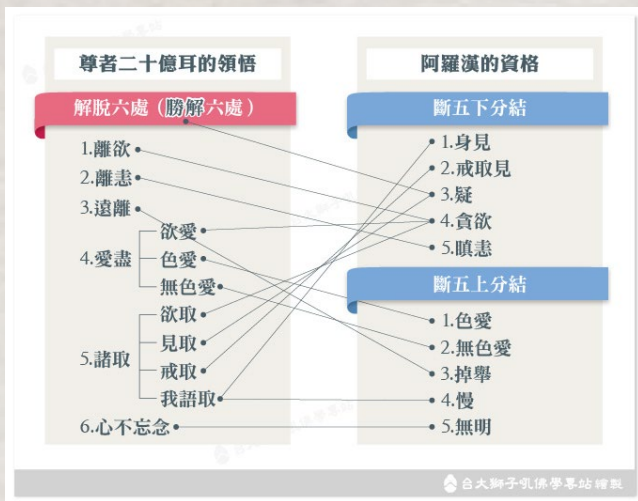 尊者二十億耳的領悟
解脫六處(勝解六處)
1.離欲
2.離恚
3.遠離
4.愛盡
欲愛
色愛
無色愛
5.諸取
欲取
見取
戒取
我語取
6.心不忘念
阿羅漢的資格
斷五下分結
1.身見
2.戒取見
3.疑
4.貪欲
5.瞋恚
斷五上分結
1.色愛
2.無色愛
3.掉舉
4.慢
5.無明
台大獅子吼佛學專站 繪製